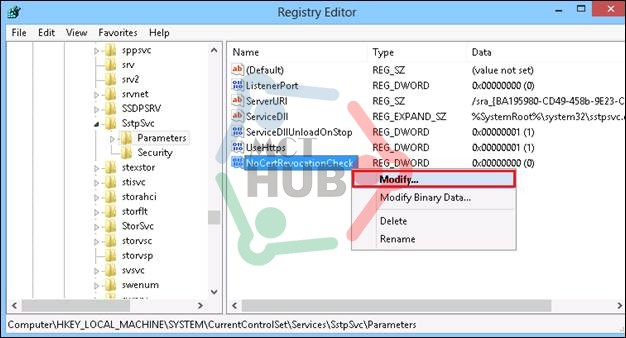 Registry Editor
File Edit View Favorites Help
sppsvc
srv
srv2
srvnet
SSDPSRV
SstpSvc
Parameters
Security
stexstor
stisvc
storahci
storflt
StorSvc
storvsc
storvsp
svsvc
swenum
Name Type Data
(Default) REG_SZ (value not set)
ListenerPort REG_DWORD 0x00000000 (0)
ServerURI REG_SZ /sra_{BA195980-CD49-458b-9E23-C
ServiceDll REG_EXPAND_SZ %SystemRoot%\system32\sstpsvc.d
ServiceDllUnloadOnStop REG_DWORD 0x00000001 (1)
UseHttps REG_DWORD 0x00000001 (1)
NoCertRevocationCheck REG_DWORD 0x00000000 (0)
Modify...
Modify Binary Data...
Delete
Rename
HUB
Computer\HKEY_LOCAL_MACHINE\SYSTEM\CurrentControlSet\Services\SstpSvc\Parameters